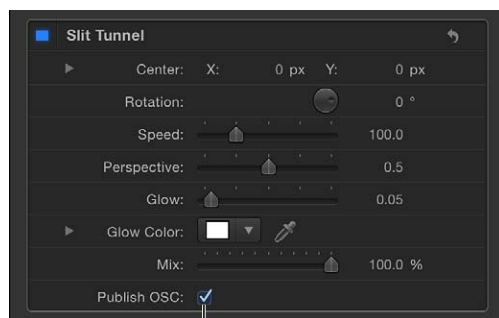 Slit Tunnel
Center: X: 0 px Y: 0 px
Rotation: 0 °
Speed: 100.0
Perspective: 0.5
Glow: 0.05
Glow Color:
Mix: 100.0 %
Publish OSC: